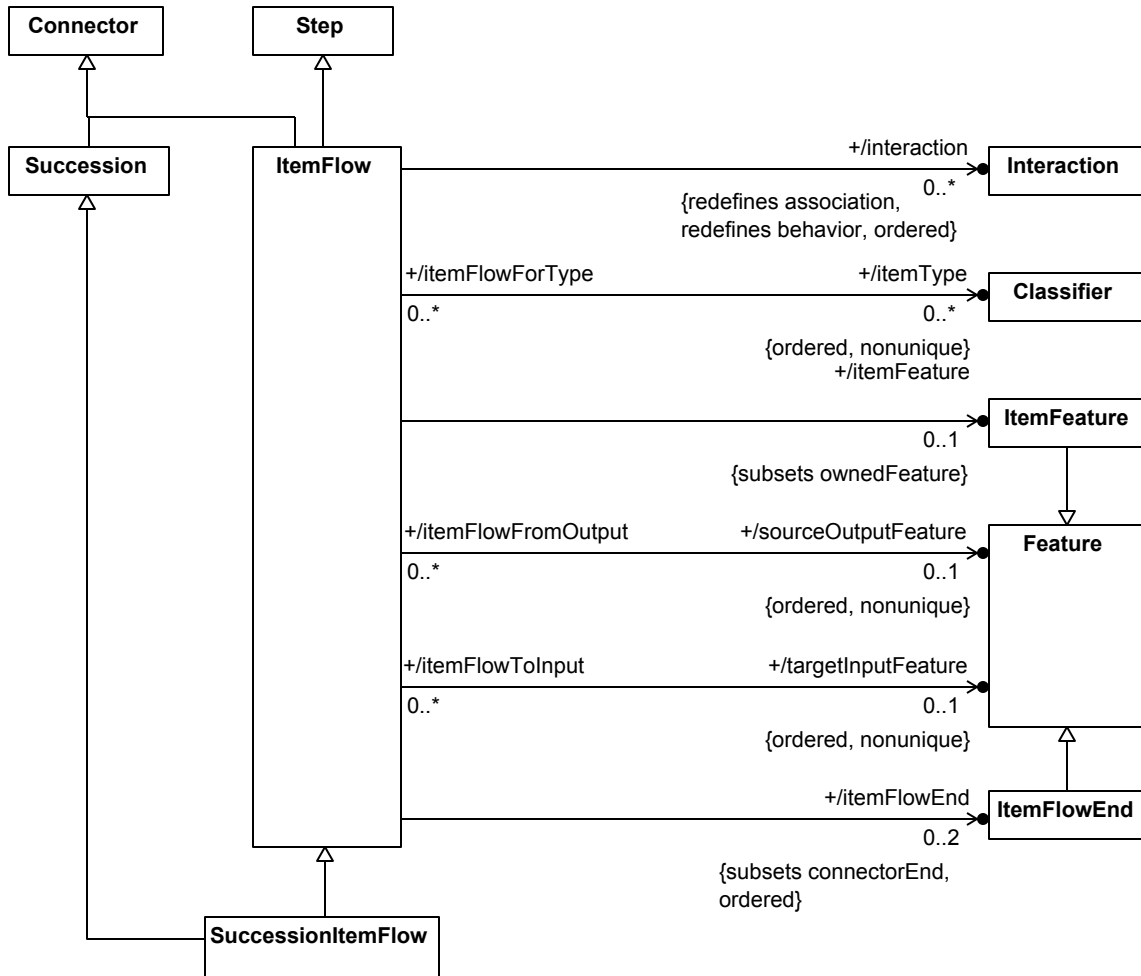 Connector
Step
Succession
ItemFlow
+/interaction
Interaction
0..*
{redefines association,
redefines behavior, ordered}
+/itemFlowForType
+/itemType
Classifier
0..*
0..*
{ordered, nonunique}
+/itemFeature
ItemFeature
0..1
{subsets ownedFeature}
+/itemFlowFromOutput
+/sourceOutputFeature
Feature
0..*
0..1
{ordered, nonunique}
+/itemFlowToInput
+/targetInputFeature
0..*
0..1
{ordered, nonunique}
+/itemFlowEnd
ItemFlowEnd
0..2
{subsets connectorEnd,
ordered}
SuccessionItemFlow